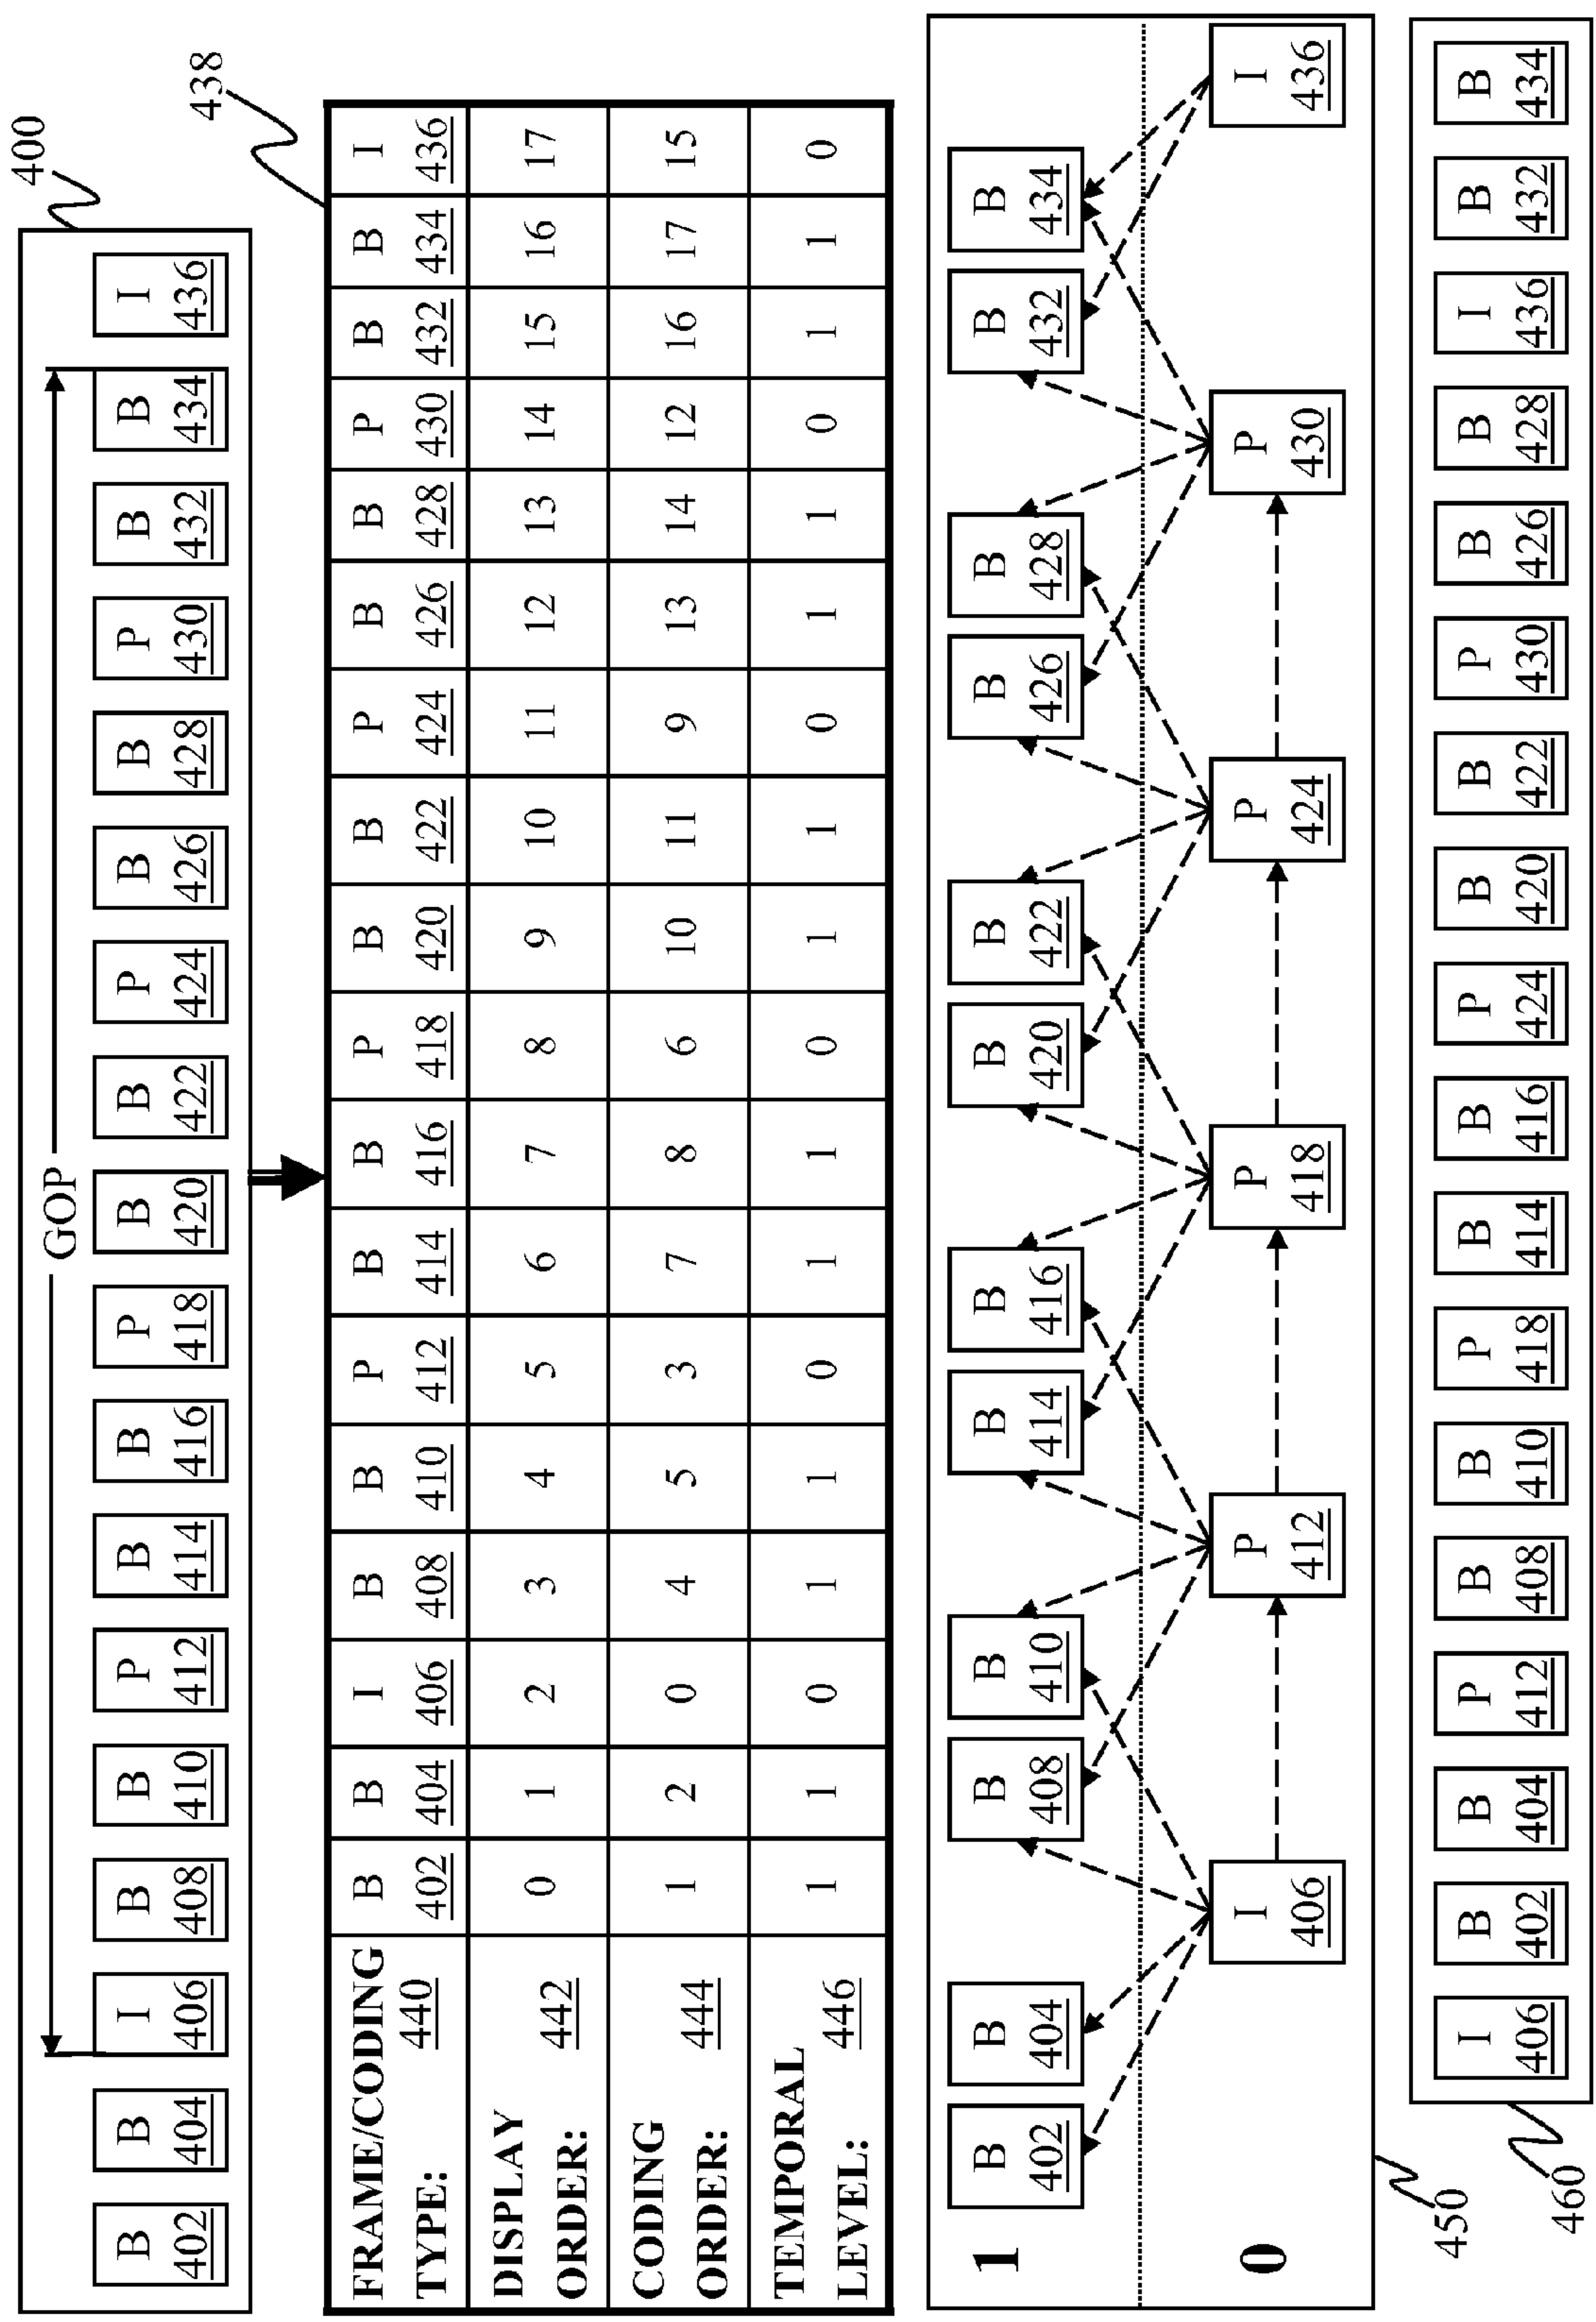 400
GOP
B B I B B P B B P B B P B B P B B I
402 404 406 408 410 412 414 416 418 420 422 424 426 428 430 432 434 436
438
FRAME/CODING B B I B B P B B P B B P B B P B B I
TYPE: 440 402 404 406 408 410 412 414 416 418 420 422 424 426 428 430 432 434 436
DISPLAY
ORDER: 442 0 1 2 3 4 5 6 7 8 9 10 11 12 13 14 15 16 17
CODING
ORDER: 444 1 2 0 4 5 3 7 8 6 10 11 9 13 14 12 16 17 15
TEMPORAL
LEVEL: 446 1 1 0 1 1 0 1 1 0 1 1 0 1 1 0 1 1 0
1 B B B B B B B B B B B B
402 404 408 410 414 416 420 422 426 428 432 434
0 I P P P P I
406 412 418 424 430 436
450
I B B P B B P B B P B B P B B I B B
406 402 404 412 408 410 418 414 416 424 420 422 430 426 428 436 432 434
460